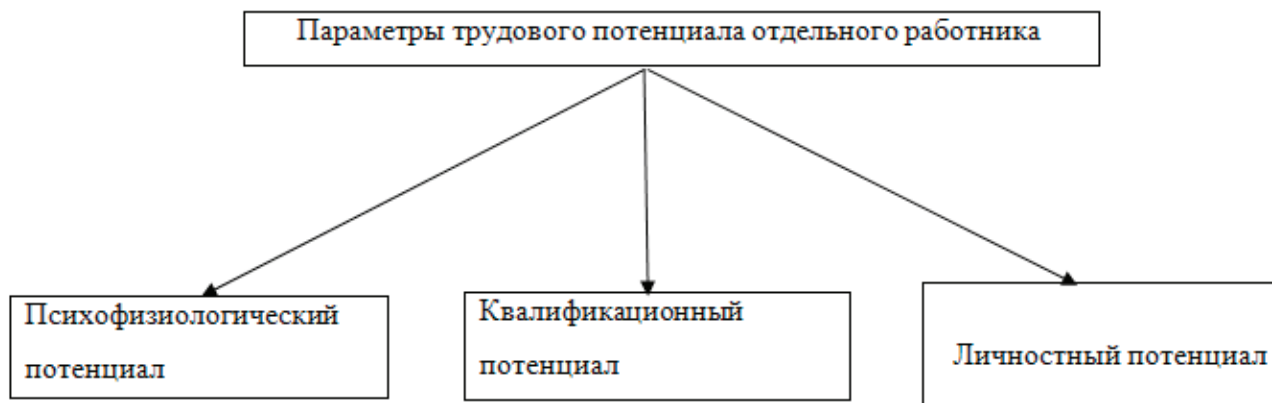 Параметры трудового потенциала отдельного работника
Психофизиологический
потенциал
Квалификационный
потенциал
Личностный потенциал